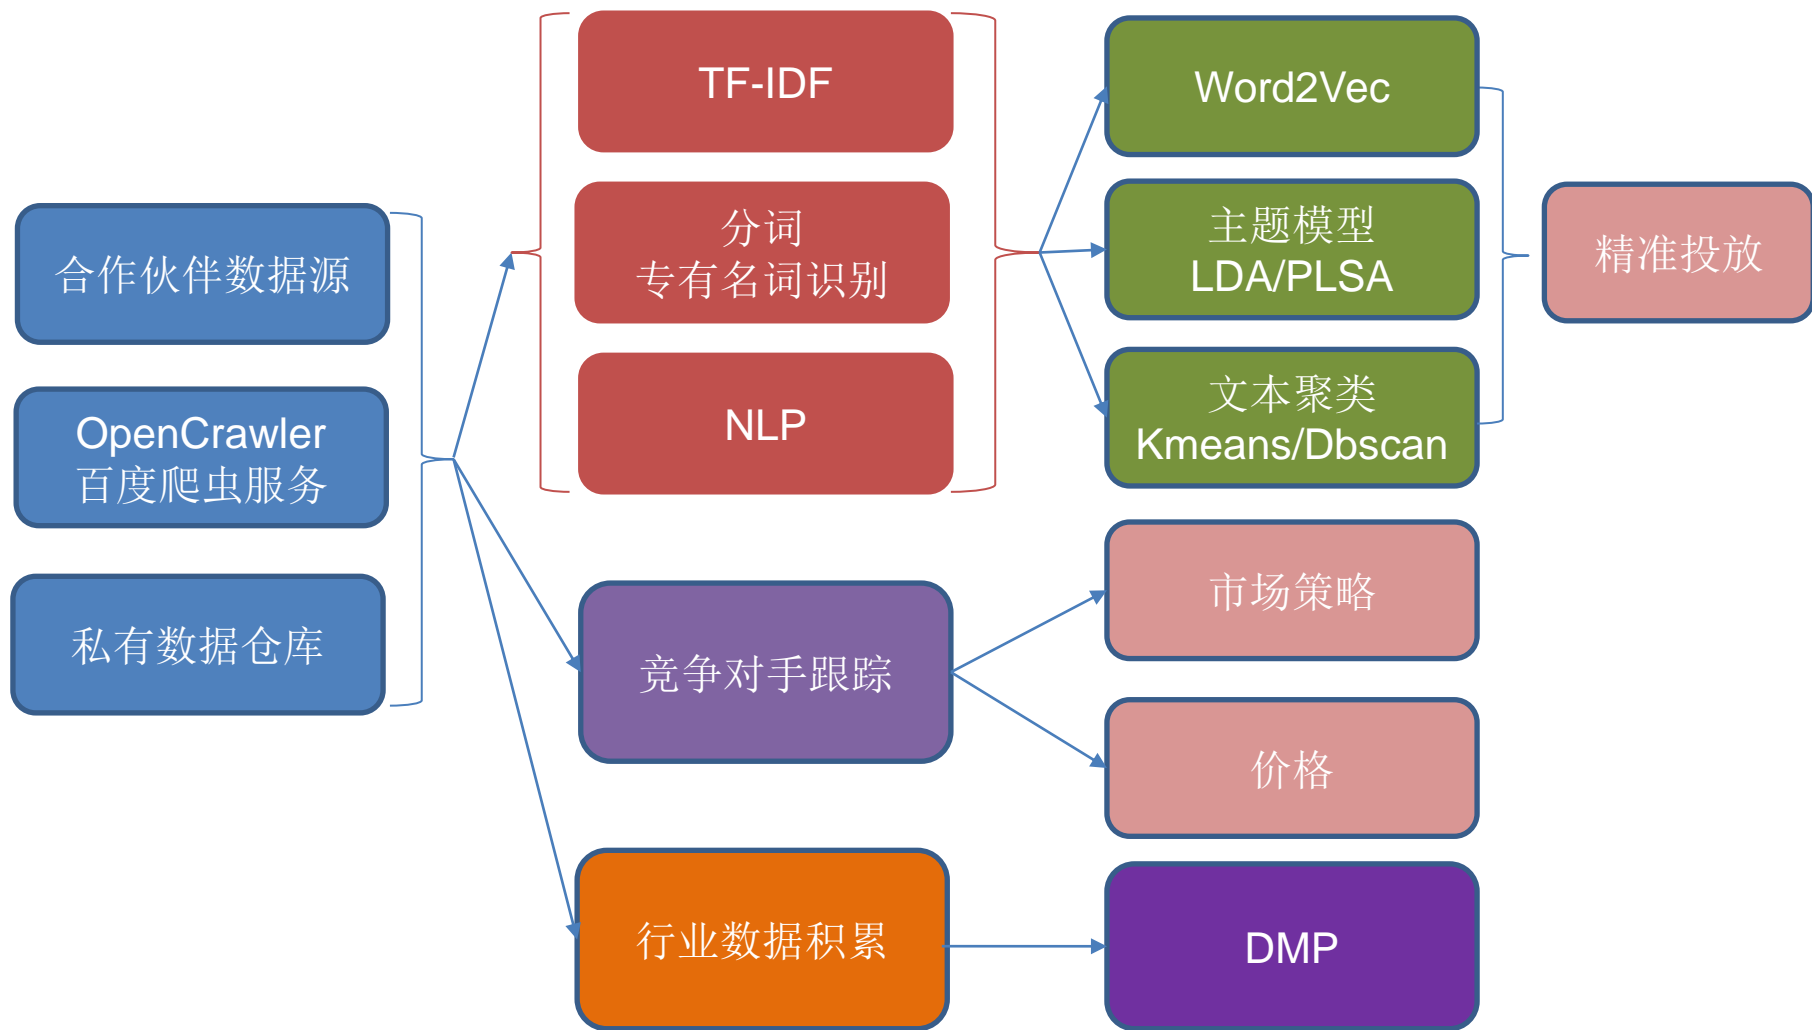 合作伙伴数据源
OpenCrawler
百度爬虫服务
私有数据仓库
TF-IDF
分词
专有名词识别
NLP
竞争对手跟踪
行业数据积累
Word2Vec
主题模型
LDA/PLSA
文本聚类
Kmeans/Dbscan
市场策略
价格
DMP
精准投放